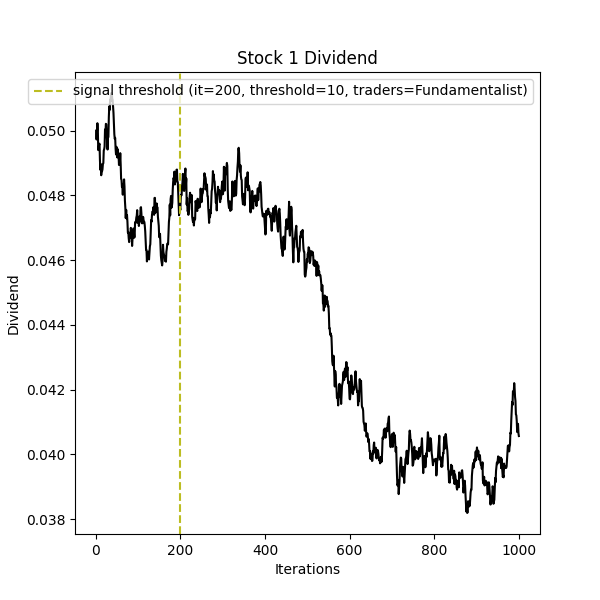 Stock 1 Dividend
signal threshold (it=200, threshold=10, traders=Fundamentalist)
0.050
0.048
0.046
0.044
0.042
0.040
0.038
Dividend
0 200 400 600 800 1000
Iterations